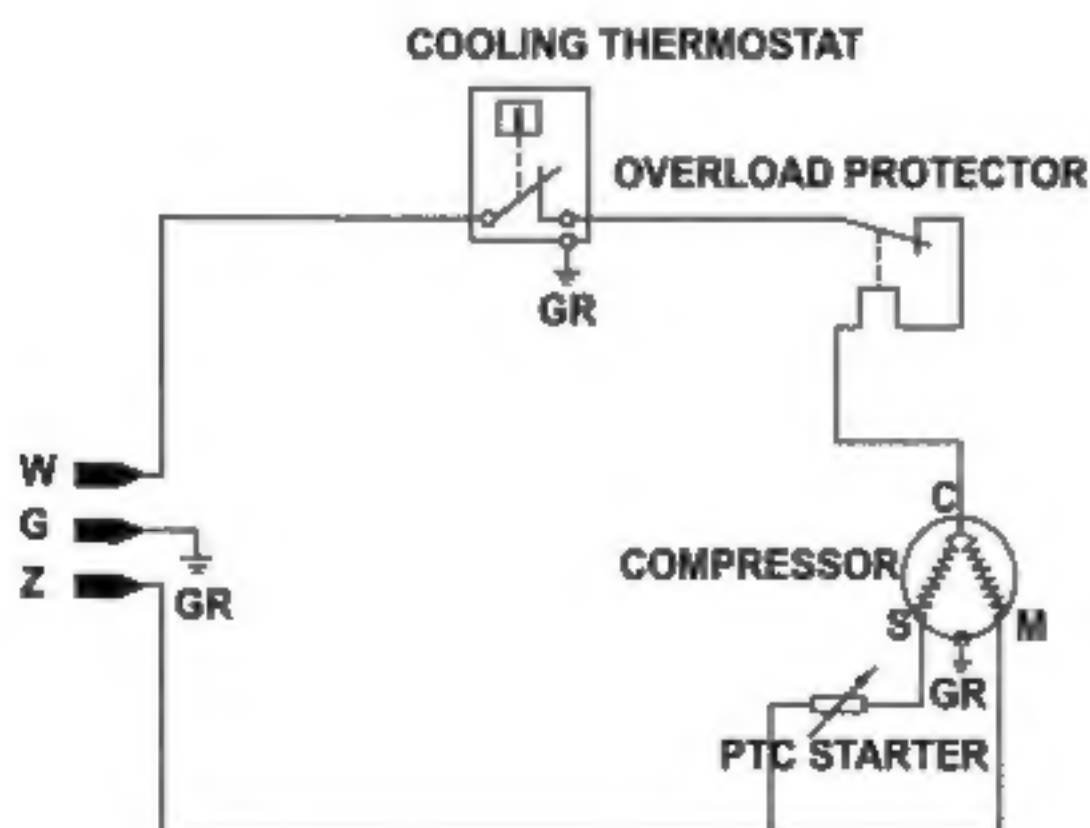 COOLING THERMOSTAT
OVERLOAD PROTECTOR
GR
W
G
Z
GR
C
COMPRESSOR
S
M
GR
PTC STARTER